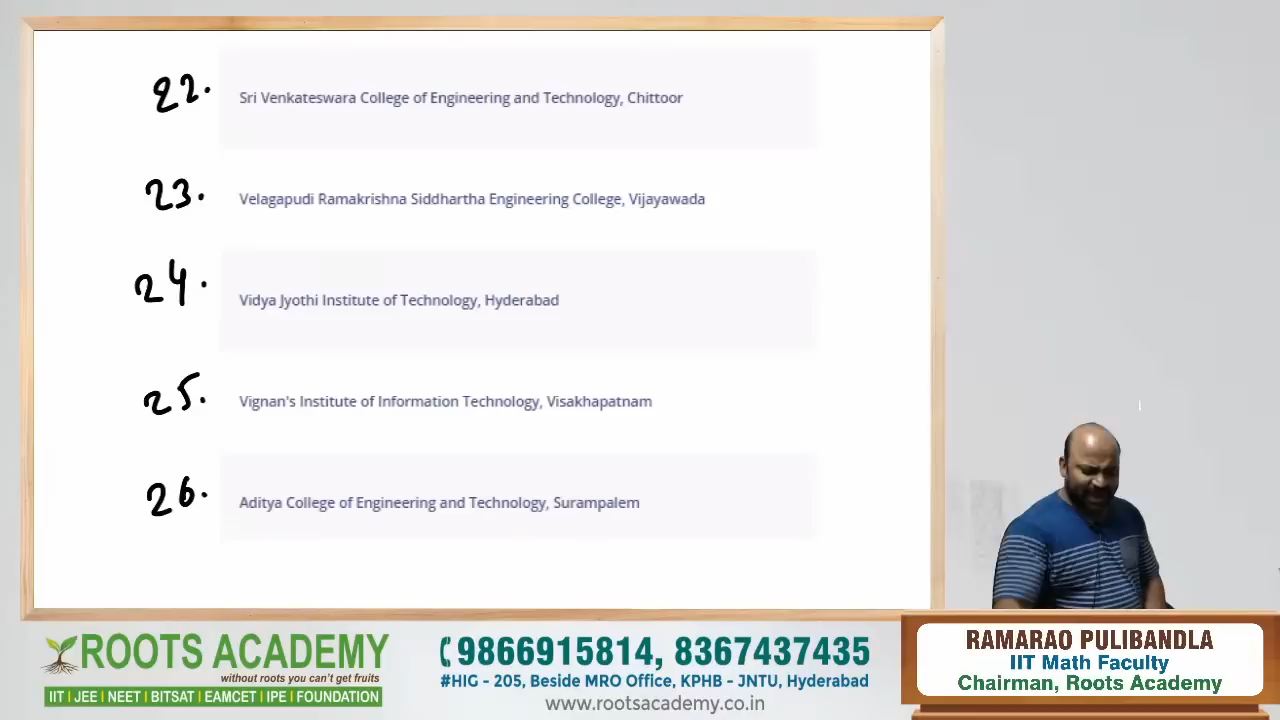 22. Sri Venkateswara College of Engineering and Technology, Chittoor
23. Velagapudi Ramakrishna Siddhartha Engineering College, Vijayawada
24. Vidya Jyothi Institute of Technology, Hyderabad
25. Vignan's Institute of Information Technology, Visakhapatnam
26. Aditya College of Engineering and Technology, Surampalem
ROOTS ACADEMY
without roots you can't get fruits
IIT | JEE | NEET | BITSAT | EAMCET | IPE | FOUNDATION
9866915814, 8367437435
#HIG - 205, Beside MRO Office, KPHB - JNTU, Hyderabad
www.rootsacademy.co.in
RAMARAO PULIBANDLA
IIT Math Faculty
Chairman, Roots Academy